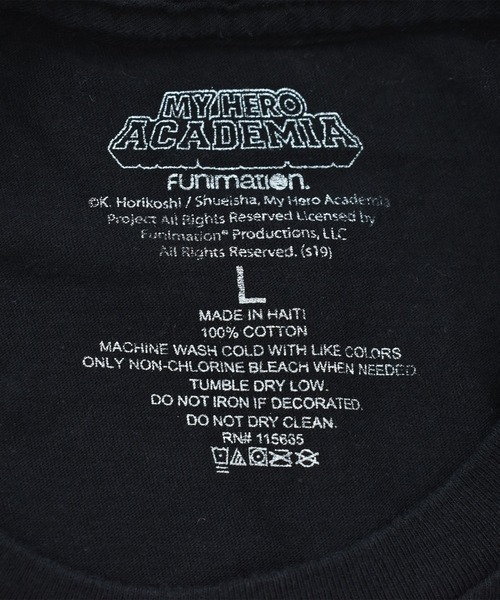 MY HERO
ACADEMIA
FUNIMATION.
©K. Horikoshi / Shueisha, My Hero Academia
Project All Rights Reserved Licensed by
Funimation® Productions, LLC
All Rights Reserved. (s19)
L
MADE IN HAITI
100% COTTON
MACHINE WASH COLD WITH LIKE COLORS
ONLY NON-CHLORINE BLEACH WHEN NEEDED
TUMBLE DRY LOW.
DO NOT IRON IF DECORATED.
DO NOT DRY CLEAN.
RN# 115635